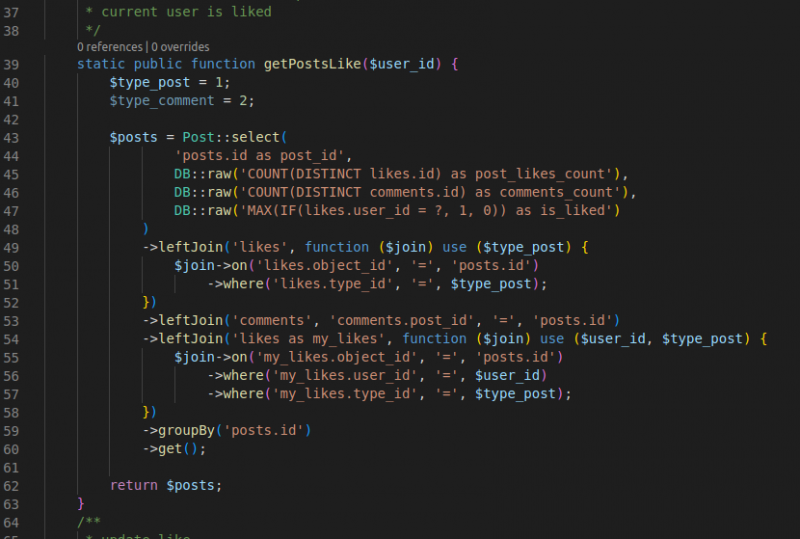 37 * current user is liked
38 */
0 references | 0 overrides
39 static public function getPostsLike($user_id) {
40 $type_post = 1;
41 $type_comment = 2;
42
43 $posts = Post::select(
44 'posts.id as post_id',
45 DB::raw('COUNT(DISTINCT likes.id) as post_likes_count'),
46 DB::raw('COUNT(DISTINCT comments.id) as comments_count'),
47 DB::raw('MAX(IF(likes.user_id = ?, 1, 0)) as is_liked')
48 )
49 ->leftJoin('likes', function ($join) use ($type_post) {
50 $join->on('likes.object_id', '=', 'posts.id')
51 ->where('likes.type_id', '=', $type_post);
52 })
53 ->leftJoin('comments', 'comments.post_id', '=', 'posts.id')
54 ->leftJoin('likes as my_likes', function ($join) use ($user_id, $type_post) {
55 $join->on('my_likes.object_id', '=', 'posts.id')
56 ->where('my_likes.user_id', '=', $user_id)
57 ->where('my_likes.type_id', '=', $type_post);
58 })
59 ->groupBy('posts.id')
60 ->get();
61
62 return $posts;
63 }
64 /**